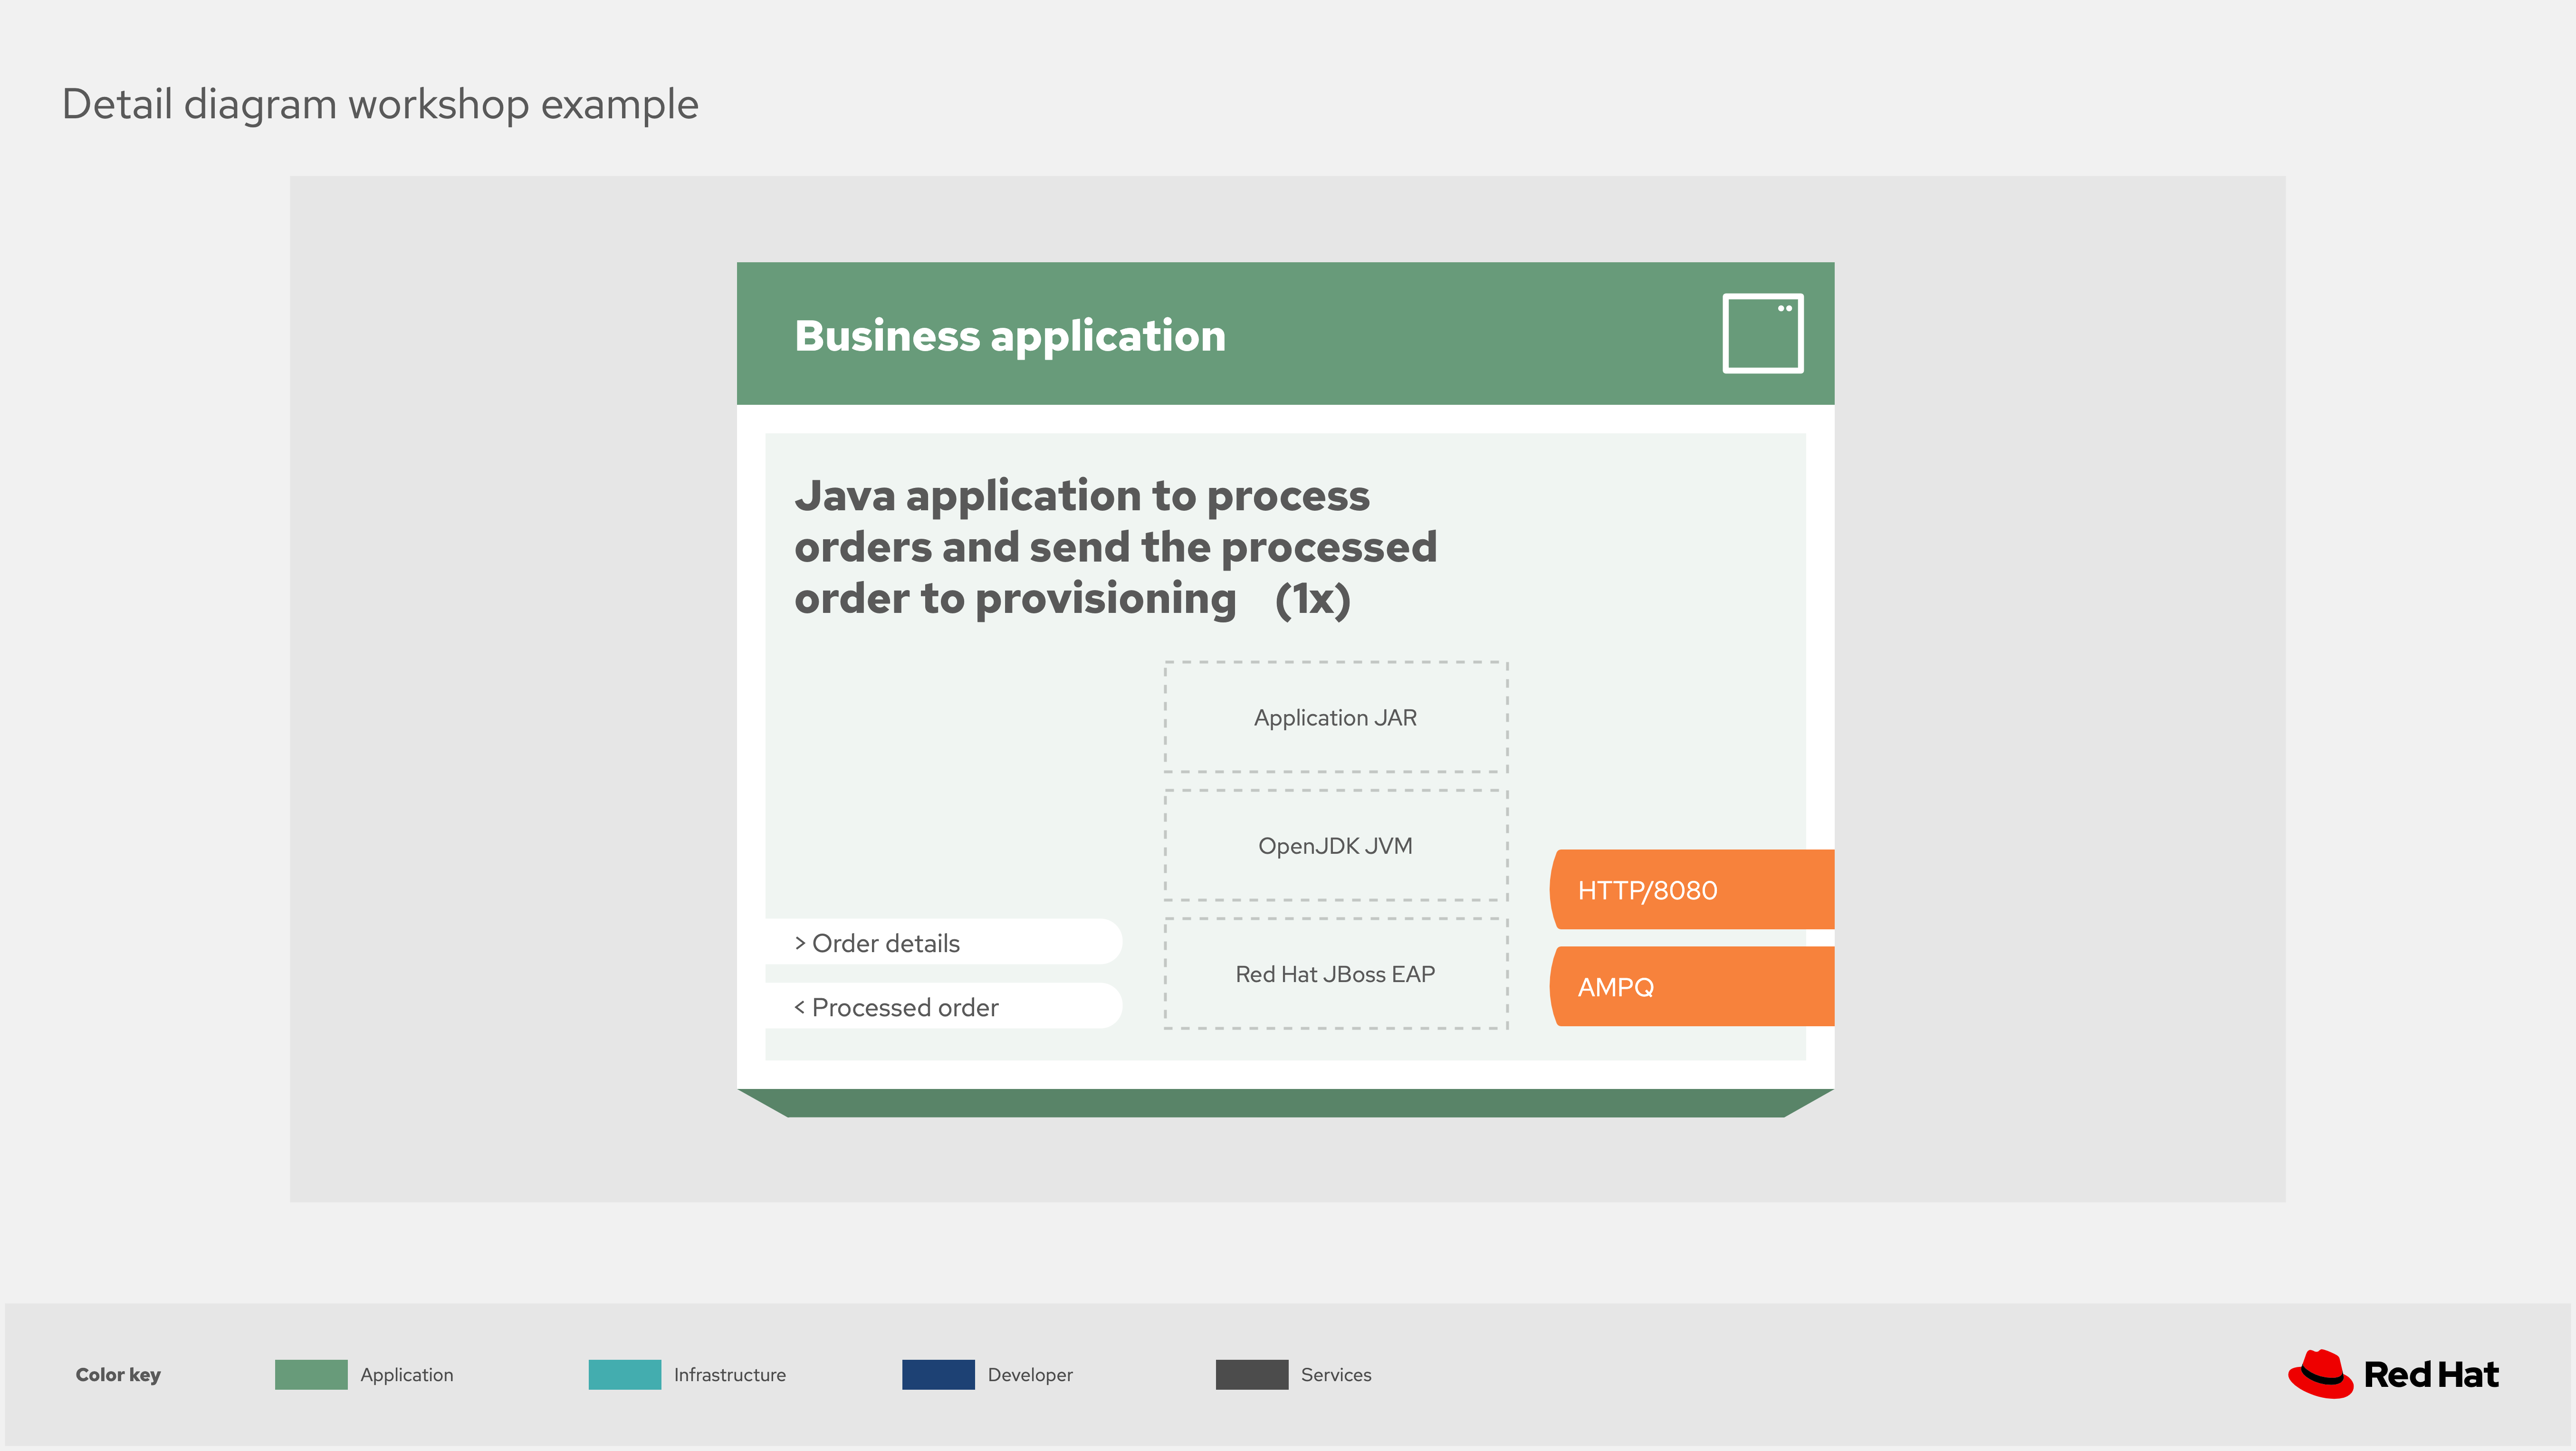 Detail diagram workshop example
Business application
Java application to process
orders and send the processed
order to provisioning (1x)
Application JAR
OpenJDK JVM
HTTP/8080
> Order details
Red Hat JBoss EAP
AMPQ
< Processed order
Color key
Application
Infrastructure
Developer
Services
Red Hat